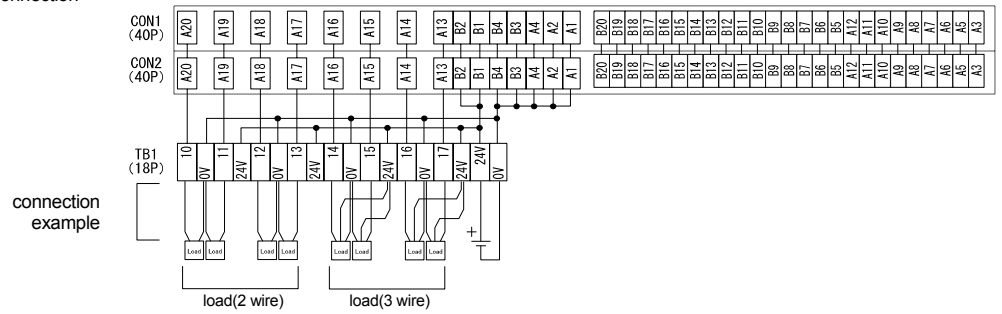 onnection
CON1
(40P)
A20 A19 A18 A17 A16 A15 A14 A13 B2 B1 B4 B3 A4 A2 A1 B20 B19 B18 B17 B16 B15 B14 B13 B12 B11 B10 B9 B8 B7 B6 B5 A12 A11 A10 A9 A8 A7 A6 A5 A3
CON2
(40P)
A20 A19 A18 A17 A16 A15 A14 A13 B2 B1 B4 B3 A4 A2 A1 B20 B19 B18 B17 B16 B15 B14 B13 B12 B11 B10 B9 B8 B7 B6 B5 A12 A11 A10 A9 A8 A7 A6 A5 A3
TB1
(18P)
10 0V 11 24V 12 0V 13 24V 14 0V 15 24V 16 0V 17 24V 24V 0V
connection
example
+
Load Load Load Load Load Load Load Load
load(2 wire) load(3 wire)